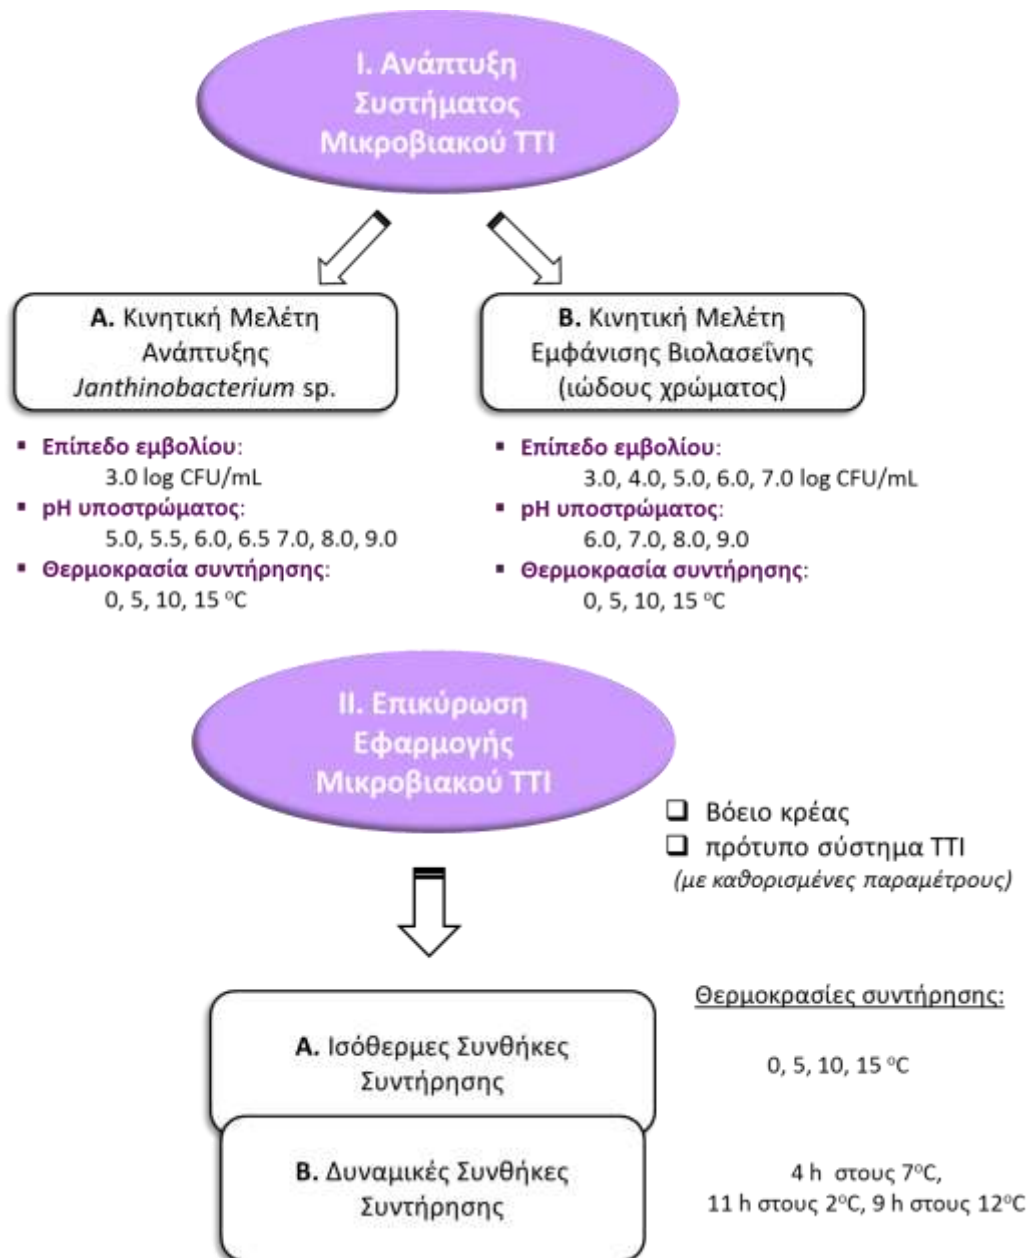 I. Ανάπτυξη
Συστήματος
Μικροβιακού ΤΤΙ
A. Κινητική Μελέτη
Ανάπτυξης
Janthinobacterium sp.
▪ Επίπεδο εμβολίου:
3.0 log CFU/mL
▪ pH υποστρώματος:
5.0, 5.5, 6.0, 6.5 7.0, 8.0, 9.0
▪ Θερμοκρασία συντήρησης:
0, 5, 10, 15 °C
B. Κινητική Μελέτη
Εμφάνισης Βιολασεΐνης
(ιώδους χρώματος)
▪ Επίπεδο εμβολίου:
3.0, 4.0, 5.0, 6.0, 7.0 log CFU/mL
▪ pH υποστρώματος:
6.0, 7.0, 8.0, 9.0
▪ Θερμοκρασία συντήρησης:
0, 5, 10, 15 °C
II. Επικύρωση
Εφαρμογής
Μικροβιακού ΤΤΙ
❑ Βόειο κρέας
❑ πρότυπο σύστημα ΤΤΙ
(με καθορισμένες παραμέτρους)
Θερμοκρασίες συντήρησης:
A. Ισόθερμες Συνθήκες
Συντήρησης
0, 5, 10, 15 °C
B. Δυναμικές Συνθήκες
Συντήρησης
4 h στους 7°C,
11 h στους 2°C, 9 h στους 12°C